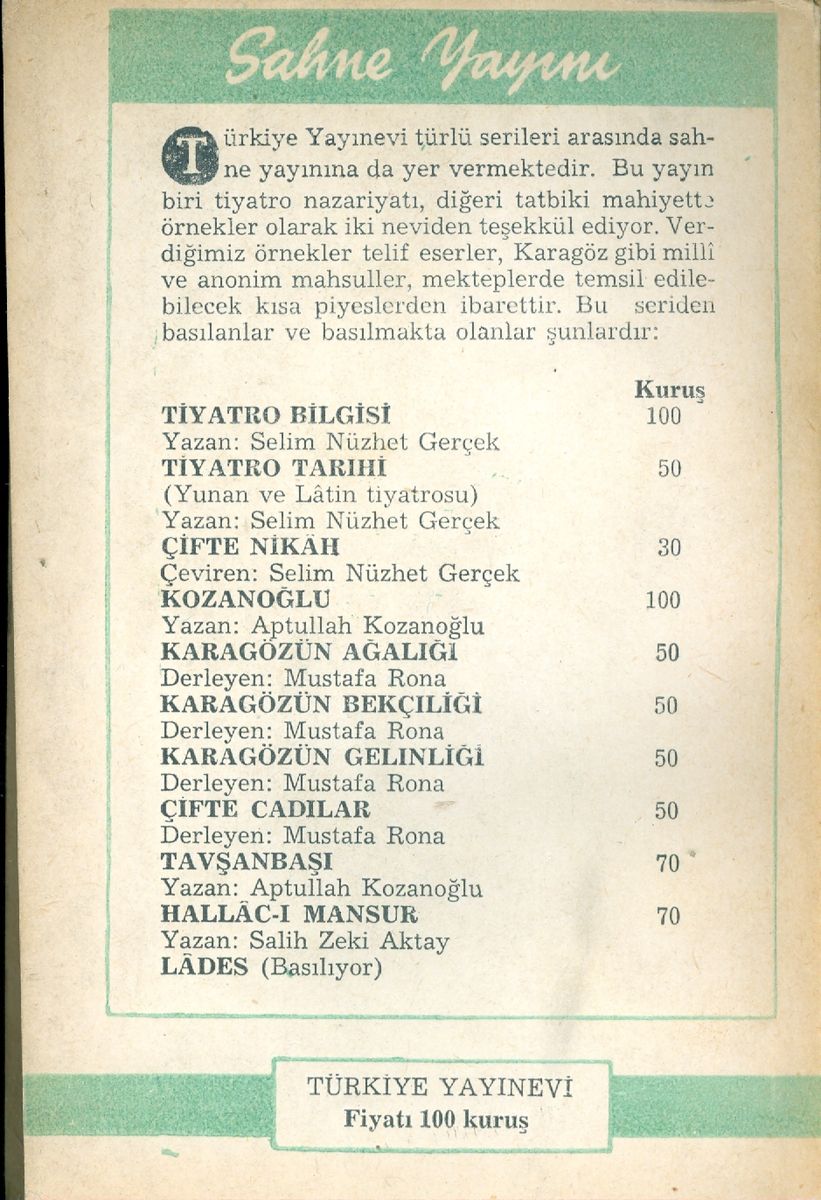 Sahne Yayını
Türkiye Yayınevi türlü serileri arasında sah-
ne yayınına da yer vermektedir. Bu yayın
biri tiyatro nazariyatı, diğeri tatbiki mahiyette
örnekler olarak iki neviden teşekkül ediyor. Ver-
diğimiz örnekler telif eserler, Karagöz gibi millî
ve anonim mahsuller, mekteplerde temsil edile-
bilecek kısa piyeslerden ibarettir. Bu seriden
basılanlar ve basılmakta olanlar şunlardır:
Kuruş
TİYATRO BİLGİSİ 100
Yazan: Selim Nüzhet Gerçek
TİYATRO TARIHİ 50
(Yunan ve Lâtin tiyatrosu)
Yazan: Selim Nüzhet Gerçek
ÇİFTE NİKÂH 30
Çeviren: Selim Nüzhet Gerçek
KOZANOĞLU 100
Yazan: Aptullah Kozanoğlu
KARAGÖZÜN AĞALIĞI 50
Derleyen: Mustafa Rona
KARAGÖZÜN BEKÇILİĞİ 50
Derleyen: Mustafa Rona
KARAGÖZÜN GELINLİĞİ 50
Derleyen: Mustafa Rona
ÇİFTE CADILAR 50
Derleyen: Mustafa Rona
TAVŞANBAŞI 70
Yazan: Aptullah Kozanoğlu
HALLÂC-I MANSUR 70
Yazan: Salih Zeki Aktay
LÂDES (Basılıyor)
TÜRKİYE YAYINEVİ
Fiyatı 100 kuruş